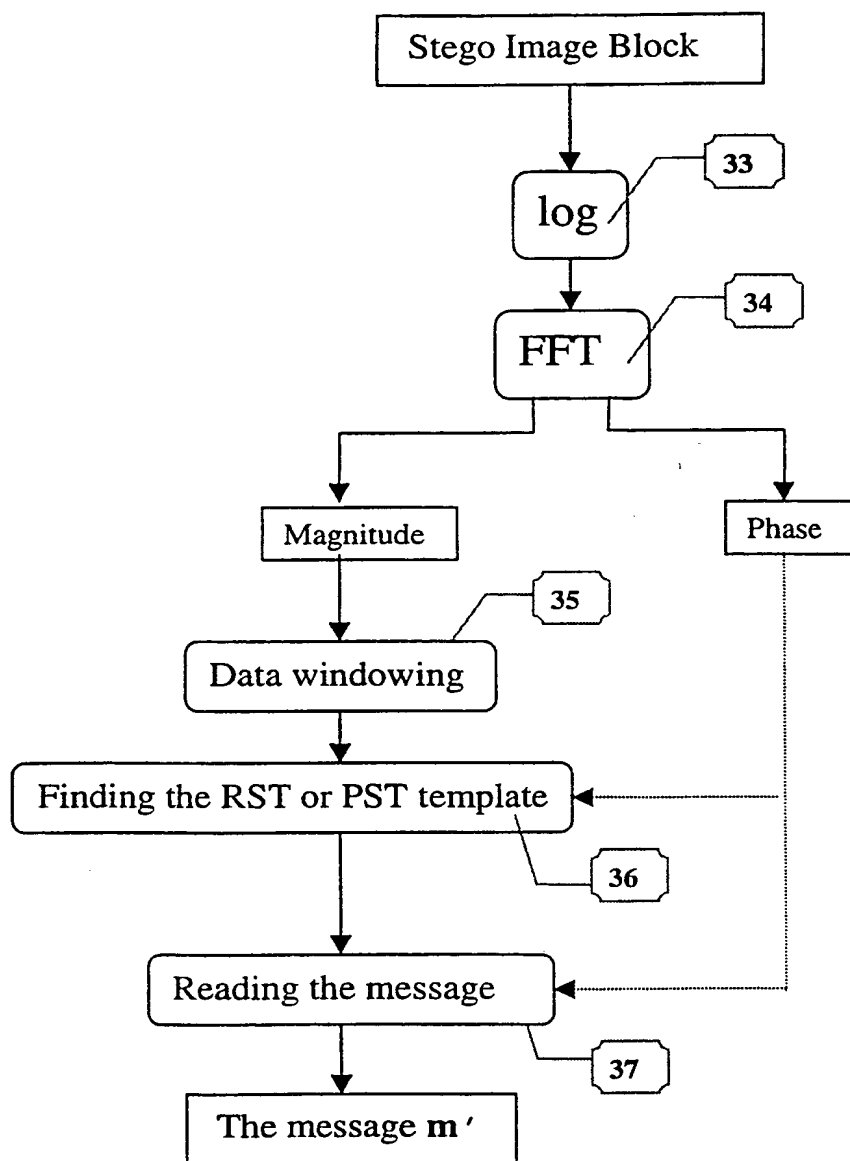 Stego Image Block
33
log
34
FFT
Magnitude
Phase
35
Data windowing
Finding the RST or PST template
36
Reading the message
37
The message m′